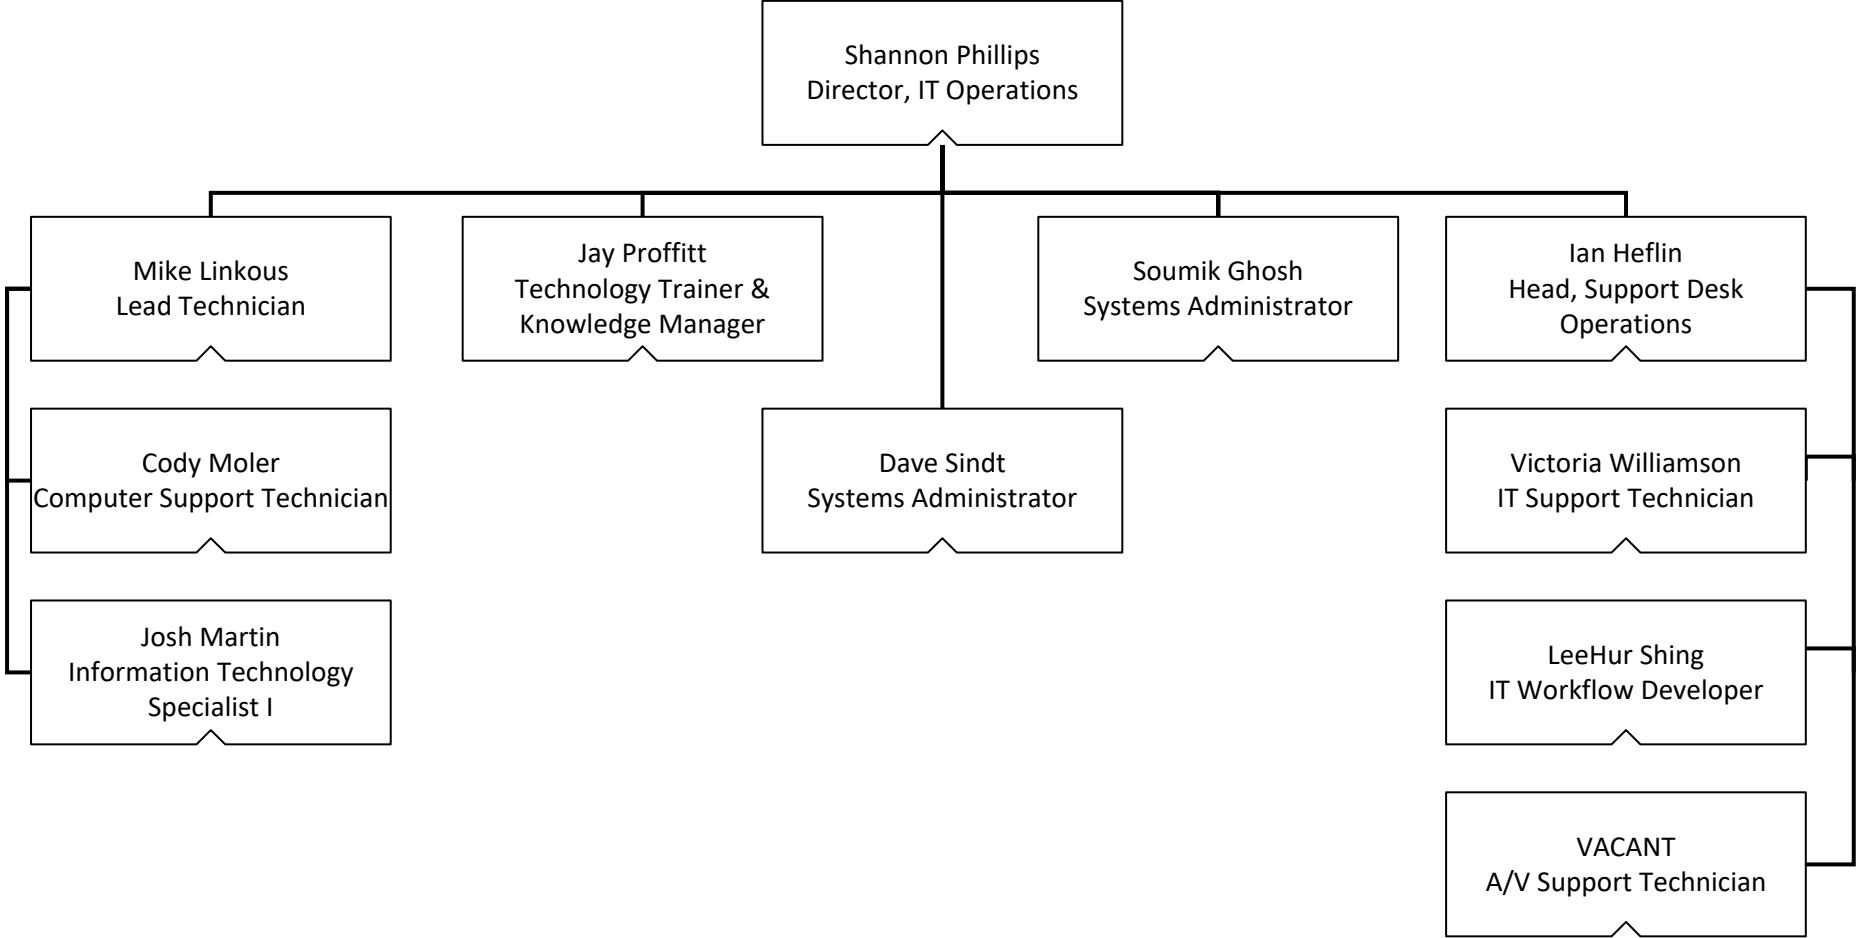 Shannon Phillips
Director, IT Operations
Mike Linkous
Lead Technician
Jay Proffitt
Technology Trainer &
Knowledge Manager
Soumik Ghosh
Systems Administrator
Ian Heflin
Head, Support Desk
Operations
Cody Moler
Computer Support Technician
Dave Sindt
Systems Administrator
Victoria Williamson
IT Support Technician
Josh Martin
Information Technology
Specialist I
LeeHur Shing
IT Workflow Developer
VACANT
A/V Support Technician